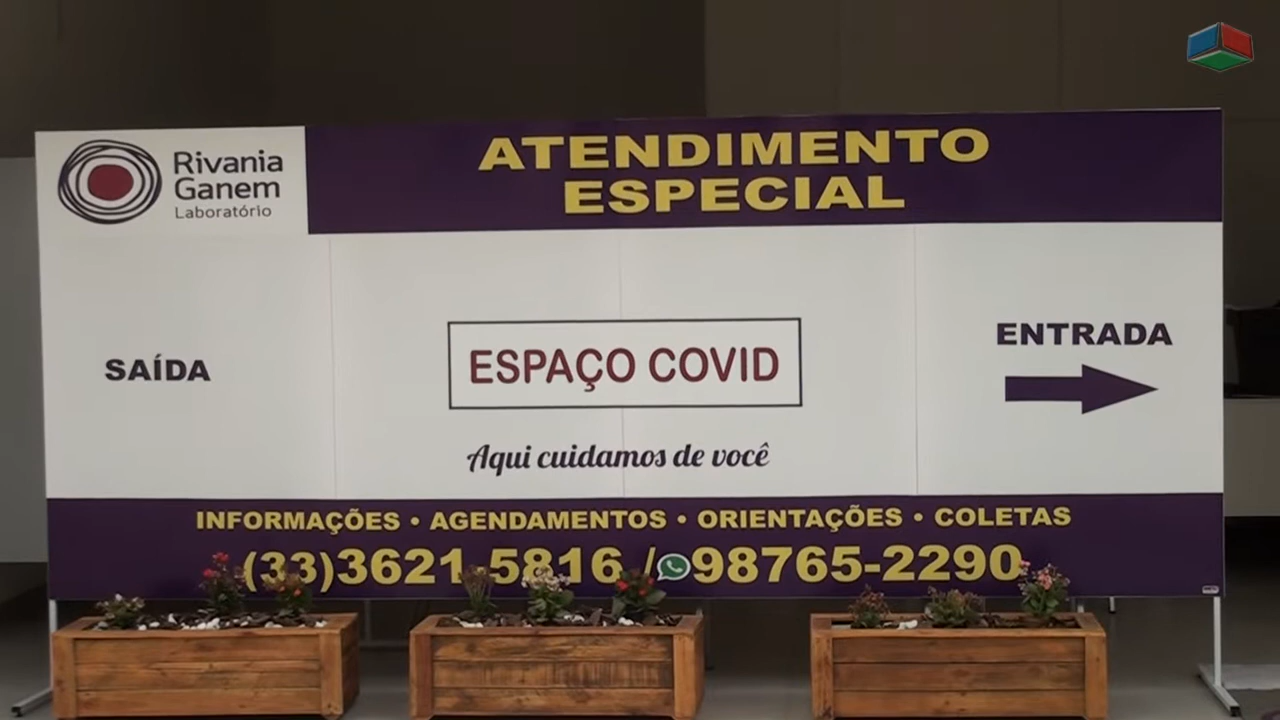 Rivania
Ganem
Laboratório
ATENDIMENTO
ESPECIAL
SAÍDA
ESPAÇO COVID
ENTRADA
Aqui cuidamos de você
INFORMAÇÕES • AGENDAMENTOS • ORIENTAÇÕES • COLETAS
(33)3621 5816 / 98765-2290